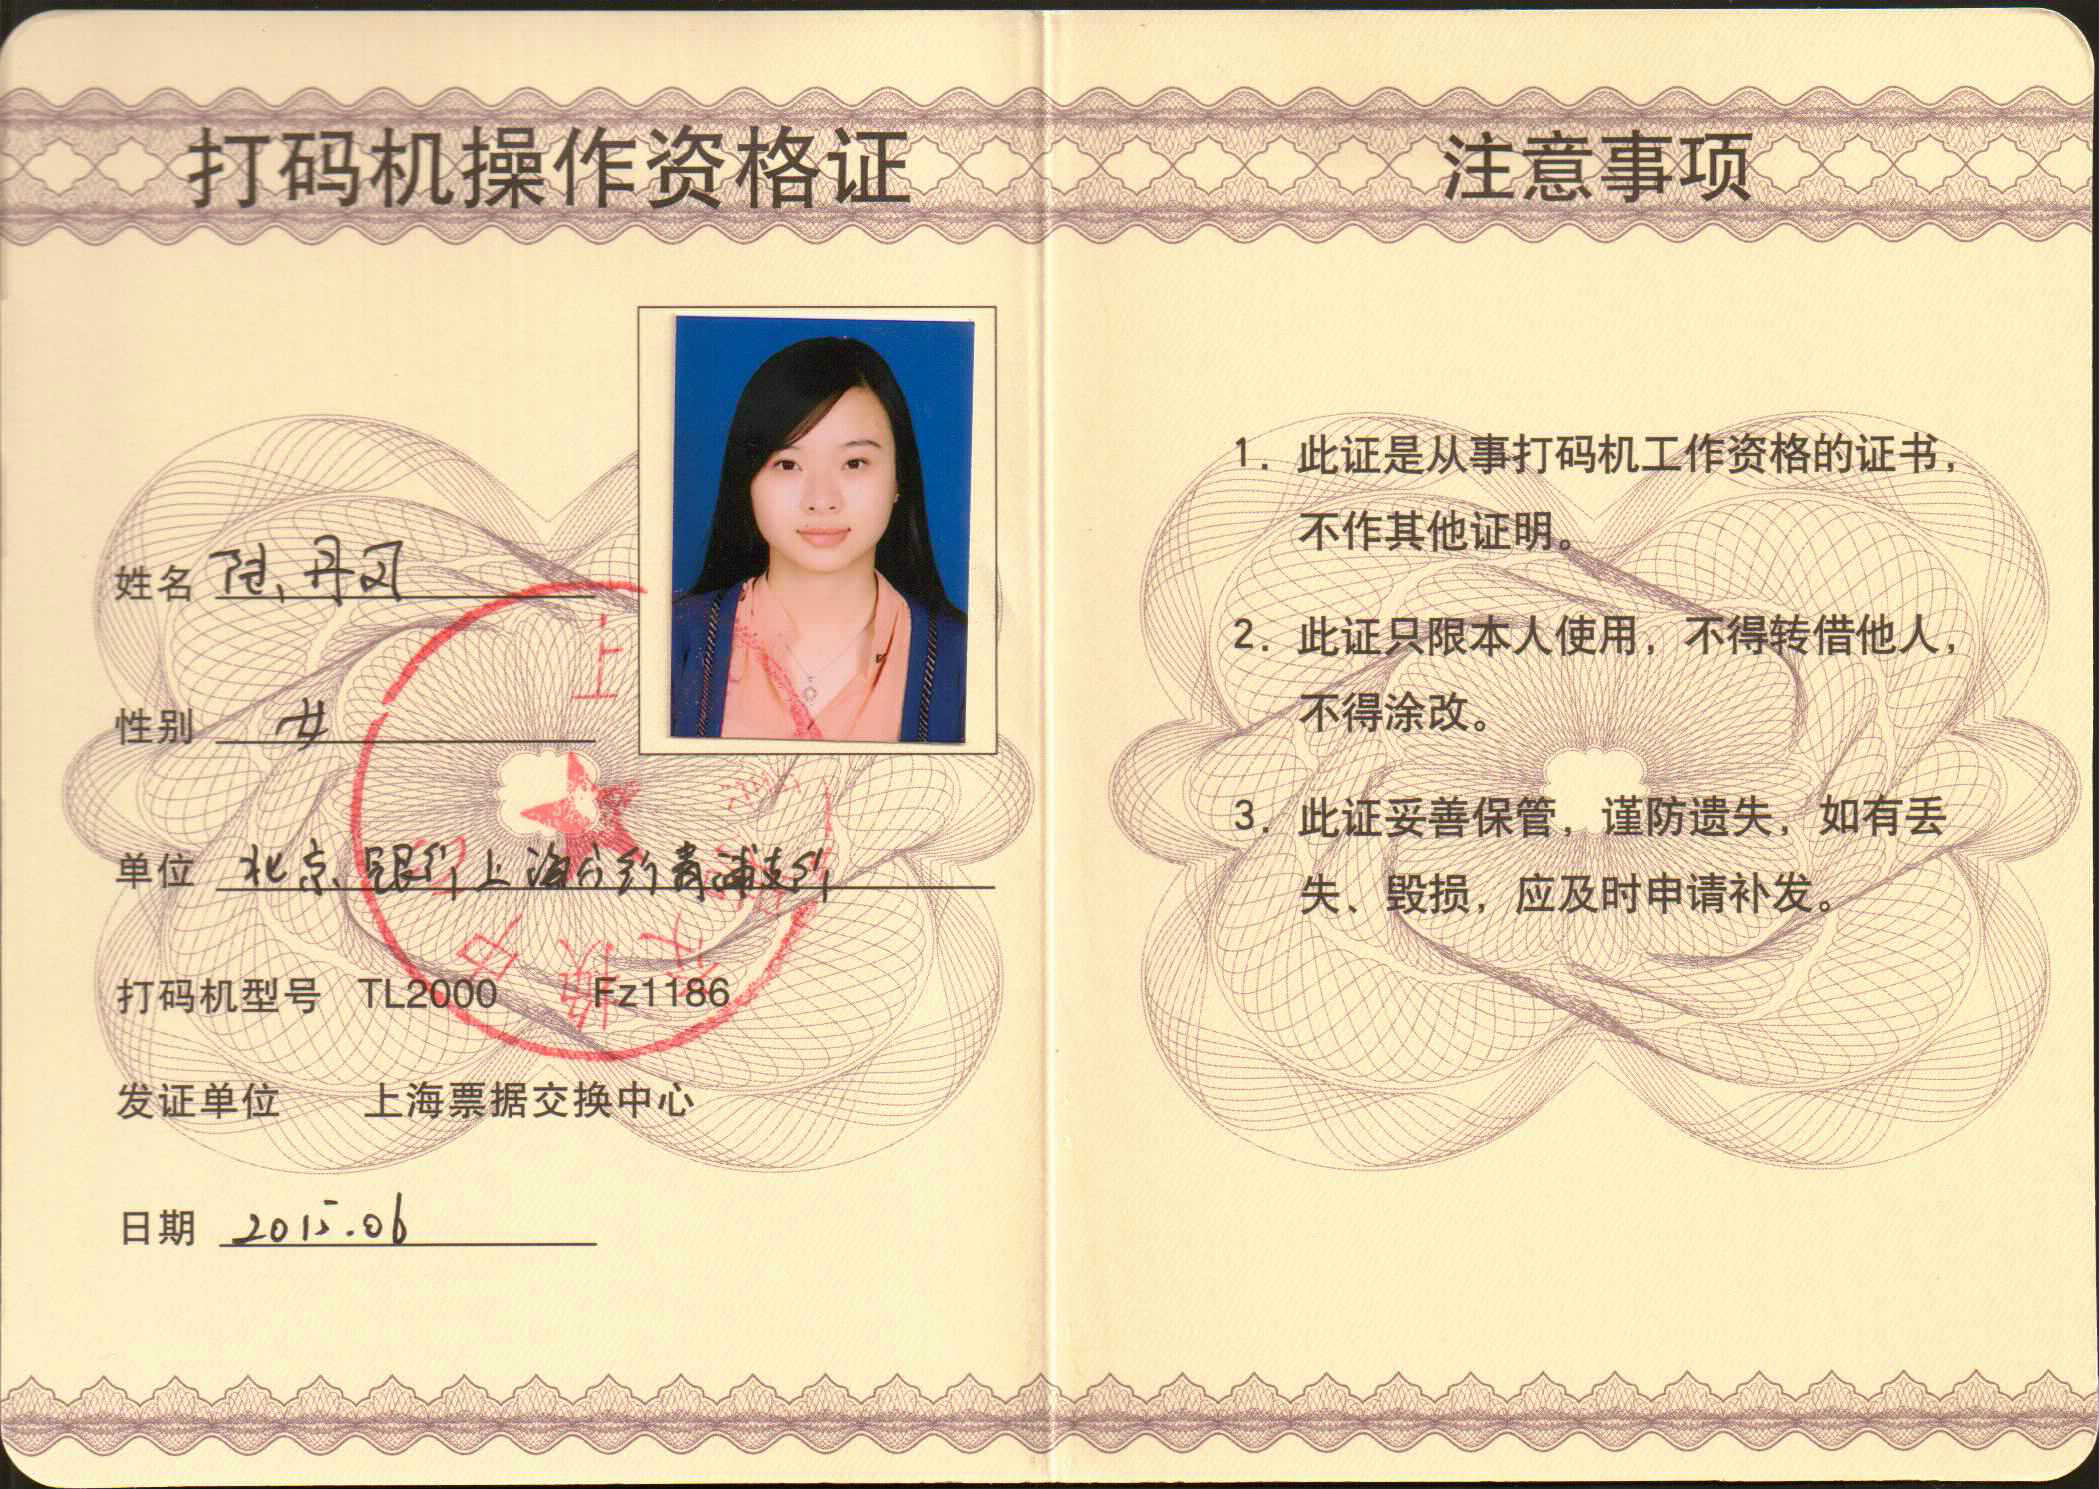 打码机操作资格证
姓名 陈丹丹
性别 女
单位 北京银行上海分行青浦支行
打码机型号 TL2000 Fz1186
发证单位 上海票据交换中心
日期 2015.06
注意事项
1. 此证是从事打码机工作资格的证书，
不作其他证明。
2. 此证只限本人使用，不得转借他人，
不得涂改。
3. 此证妥善保管，谨防遗失，如有丢
失、毁损，应及时申请补发。